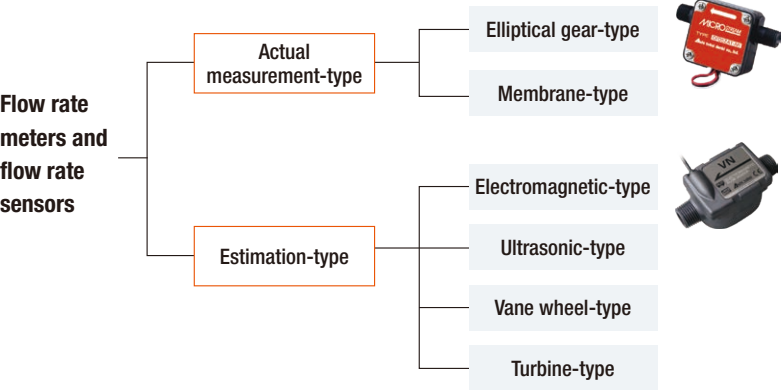 Flow rate
meters and
flow rate
sensors
Actual
measurement-type
Estimation-type
Elliptical gear-type
Membrane-type
Electromagnetic-type
Ultrasonic-type
Vane wheel-type
Turbine-type
MICRO
TYPE
VN